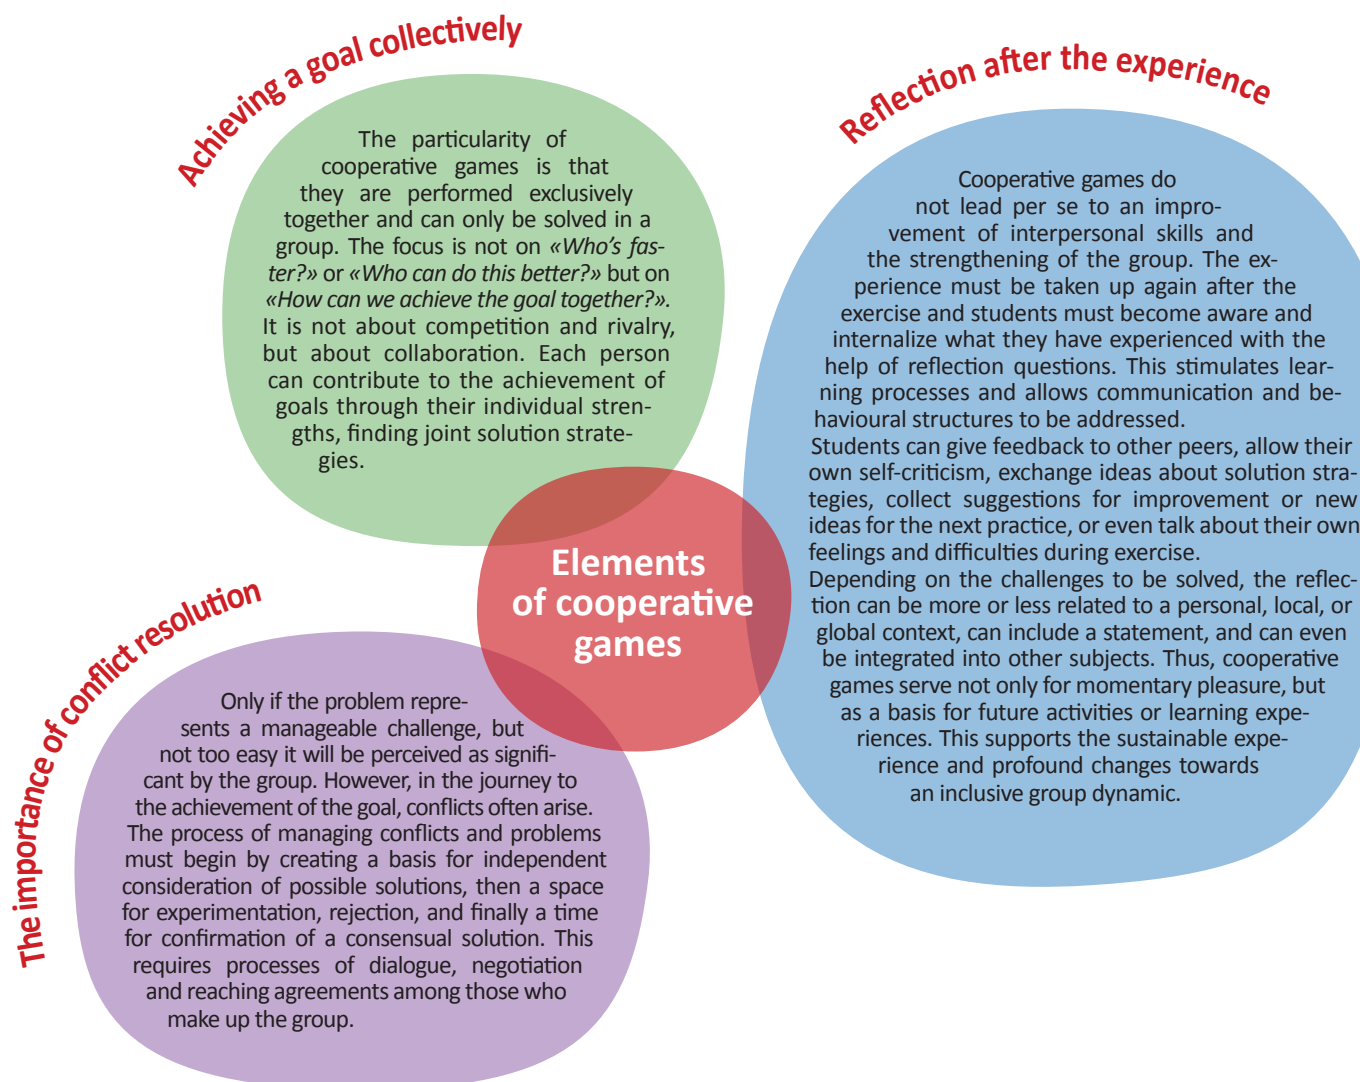 Achieving a goal collectively
The particularity of
cooperative games is that
they are performed exclusively
together and can only be solved in a
group. The focus is not on «Who's fas-
ter?» or «Who can do this better?» but on
«How can we achieve the goal together?».
It is not about competition and rivalry,
but about collaboration. Each person
can contribute to the achievement of
goals through their individual stren-
gths, finding joint solution strate-
gies.
Reflection after the experience
Cooperative games do
not lead per se to an impro-
vement of interpersonal skills and
the strengthening of the group. The ex-
perience must be taken up again after the
exercise and students must become aware and
internalize what they have experienced with the
help of reflection questions. This stimulates lear-
ning processes and allows communication and be-
havioural structures to be addressed.
Students can give feedback to other peers, allow their
own self-criticism, exchange ideas about solution stra-
tegies, collect suggestions for improvement or new
ideas for the next practice, or even talk about their own
feelings and difficulties during exercise.
Depending on the challenges to be solved, the reflec-
tion can be more or less related to a personal, local, or
global context, can include a statement, and can even
be integrated into other subjects. Thus, cooperative
games serve not only for momentary pleasure, but
as a basis for future activities or learning expe-
riences. This supports the sustainable expe-
rience and profound changes towards
an inclusive group dynamic.
Elements
of cooperative
games
The importance of conflict resolution
Only if the problem repre-
sents a manageable challenge, but
not too easy it will be perceived as signifi-
cant by the group. However, in the journey to
the achievement of the goal, conflicts often arise.
The process of managing conflicts and problems
must begin by creating a basis for independent
consideration of possible solutions, then a space
for experimentation, rejection, and finally a time
for confirmation of a consensual solution. This
requires processes of dialogue, negotiation
and reaching agreements among those who
make up the group.